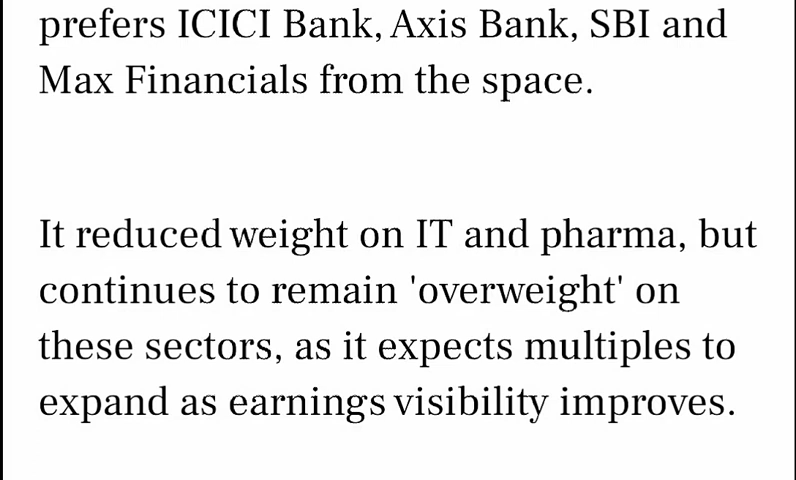 prefers ICICI Bank, Axis Bank, SBI and
Max Financials from the space.
It reduced weight on IT and pharma, but
continues to remain 'overweight' on
these sectors, as it expects multiples to
expand as earnings visibility improves.